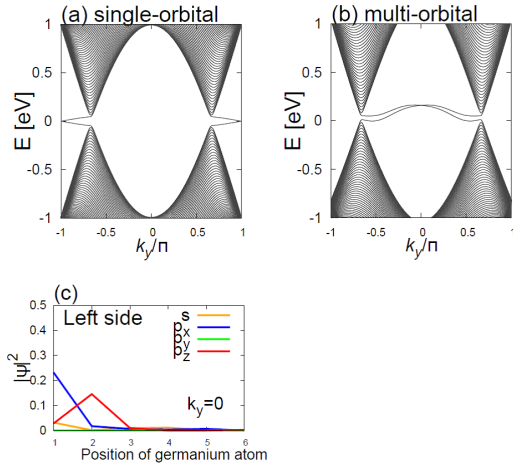 (a) single-orbital
(b) multi-orbital
E [eV]
1
0.5
0
-0.5
-1
-1 -0.5 0 0.5 1
k_y/π
E [eV]
1
0.5
0
-0.5
-1
-1 -0.5 0 0.5 1
k_y/π
(c)
Left side
|ψ|²
0.5
0.4
0.3
0.2
0.1
0
s
p_x
p_y
p_z
k_y=0
1 2 3 4 5 6
Position of germanium atom